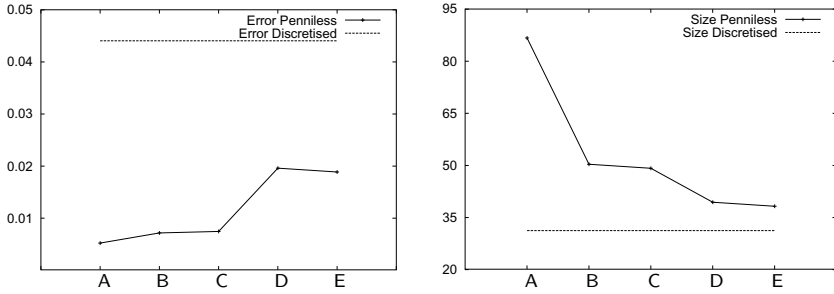 0.05
Error Penniless
Error Discretised
0.04
0.03
0.02
0.01
A B C D E
95
Size Penniless
Size Discretised
80
65
50
35
20
A B C D E